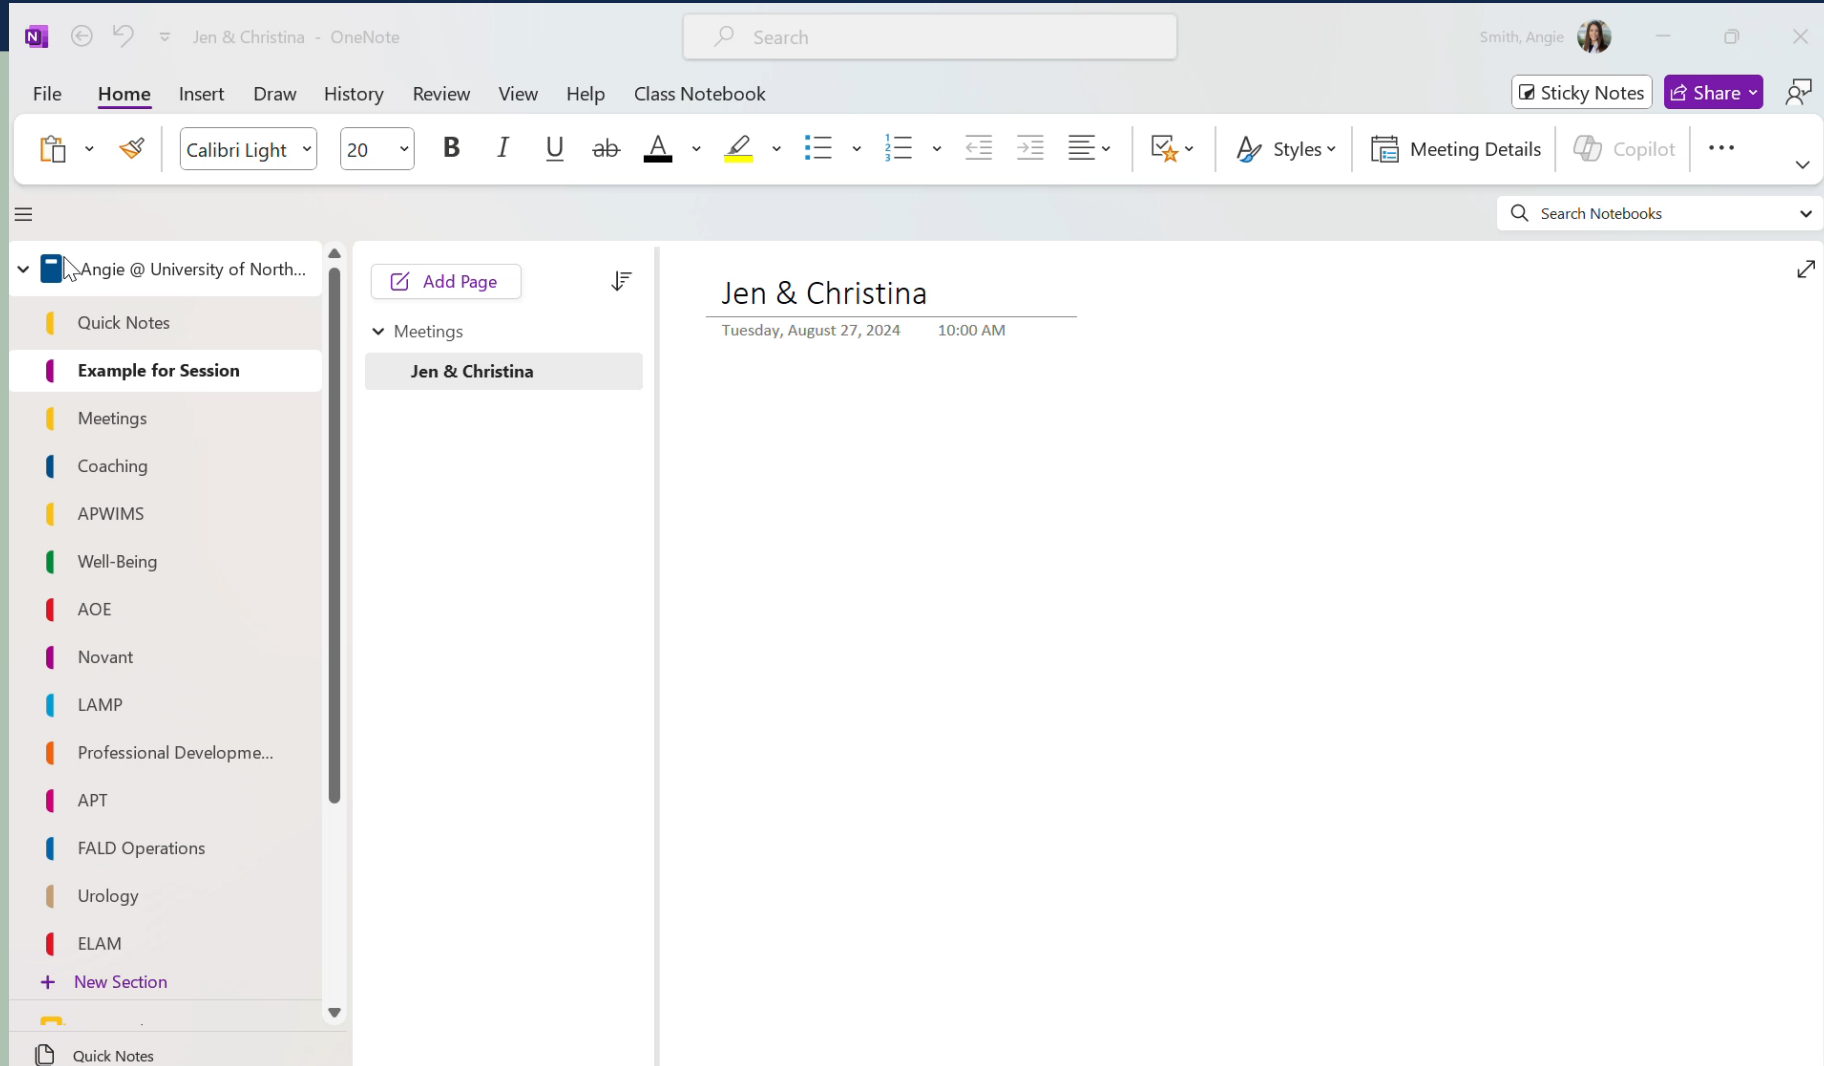 Jen & Christina - OneNote
Search
Smith, Angie
File Home Insert Draw History Review View Help Class Notebook
Sticky Notes
Share
Calibri Light
20
B I U ab A
Styles
Meeting Details
Copilot
Search Notebooks
Angie @ University of North...
Quick Notes
Example for Session
Meetings
Coaching
APWIMS
Well-Being
AOE
Novant
LAMP
Professional Developme...
APT
FALD Operations
Urology
ELAM
New Section
Quick Notes
Add Page
Meetings
Jen & Christina
Jen & Christina
Tuesday, August 27, 2024 10:00 AM